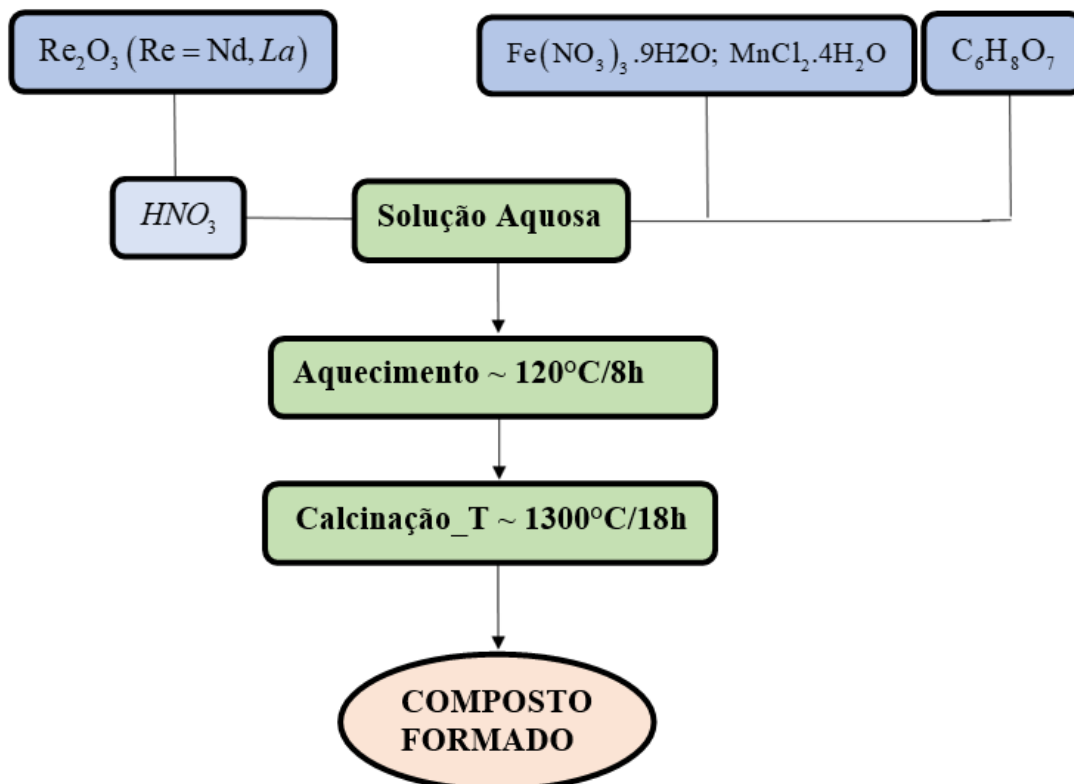 Re₂O₃ (Re = Nd, La)
Fe(NO₃)₃.9H2O; MnCl₂.4H₂O
C₆H₈O₇
HNO₃
Solução Aquosa
Aquecimento ~ 120°C/8h
Calcinação_T ~ 1300°C/18h
COMPOSTO
FORMADO